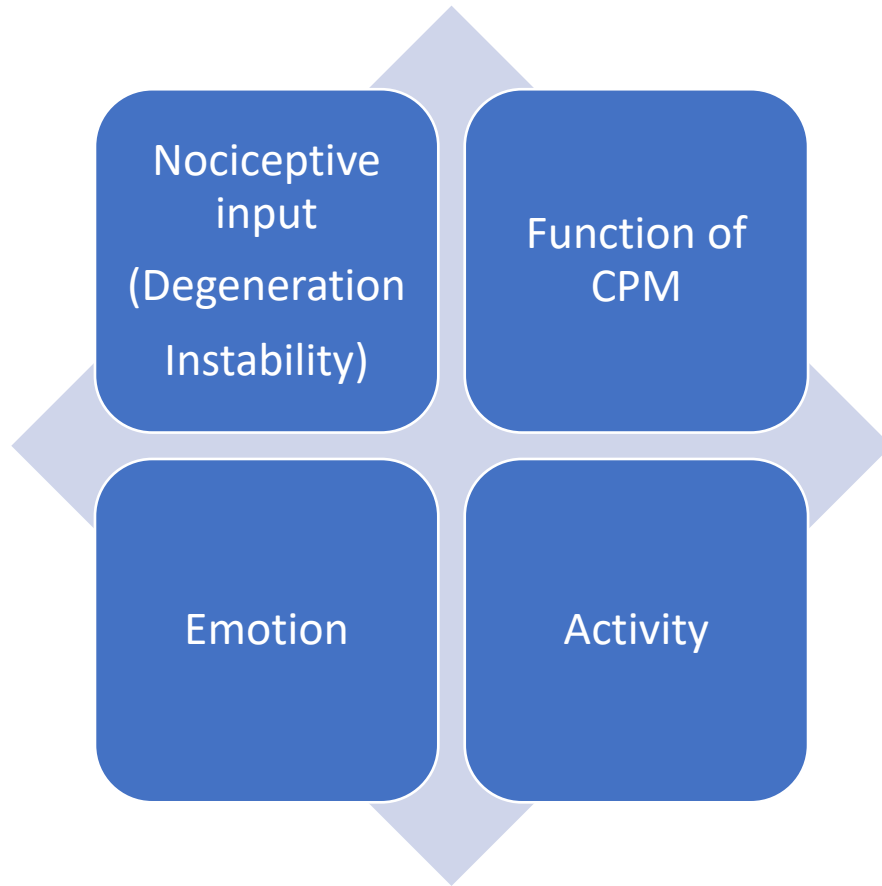 Nociceptive
input
(Degeneration
Instability)
Function of
CPM
Emotion
Activity